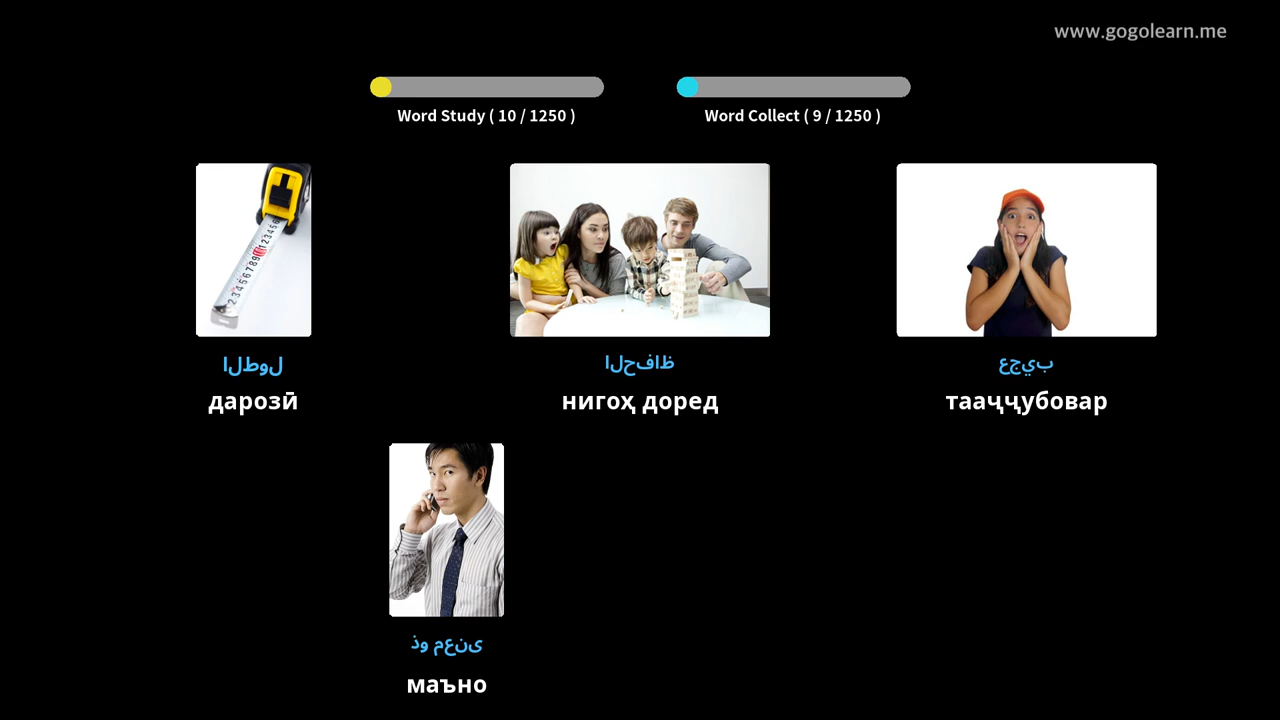 www.gogolearn.me
Word Study ( 10 / 1250 )
Word Collect ( 9 / 1250 )
الطول
дарозӣ
الحفاظ
нигоҳ доред
عجيب
тааҷҷубовар
ذو معنى
маъно